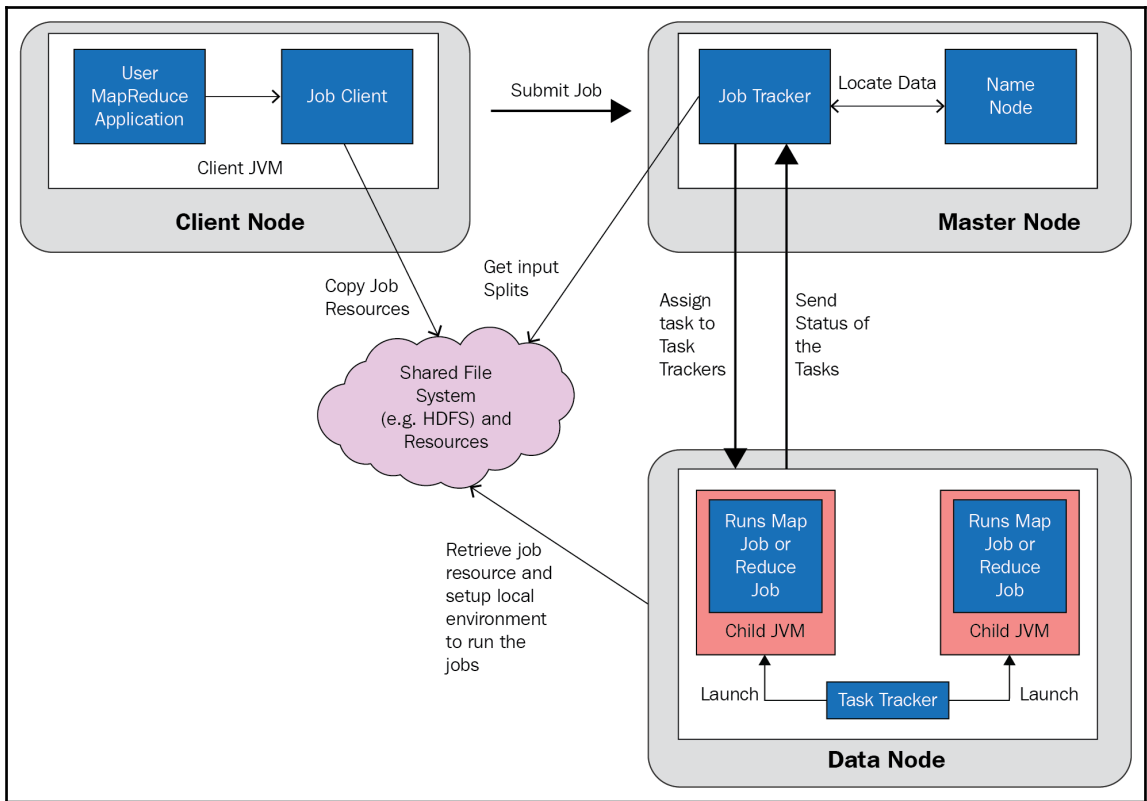 User
MapReduce
Application
Job Client
Client JVM
Client Node
Submit Job
Job Tracker
Locate Data
Name
Node
Master Node
Copy Job
Resources
Get input
Splits
Assign
task to
Task
Trackers
Send
Status of
the
Tasks
Shared File
System
(e.g. HDFS) and
Resources
Retrieve job
resource and
setup local
environment
to run the
jobs
Runs Map
Job or
Reduce
Job
Child JVM
Runs Map
Job or
Reduce
Job
Child JVM
Launch
Task Tracker
Launch
Data Node